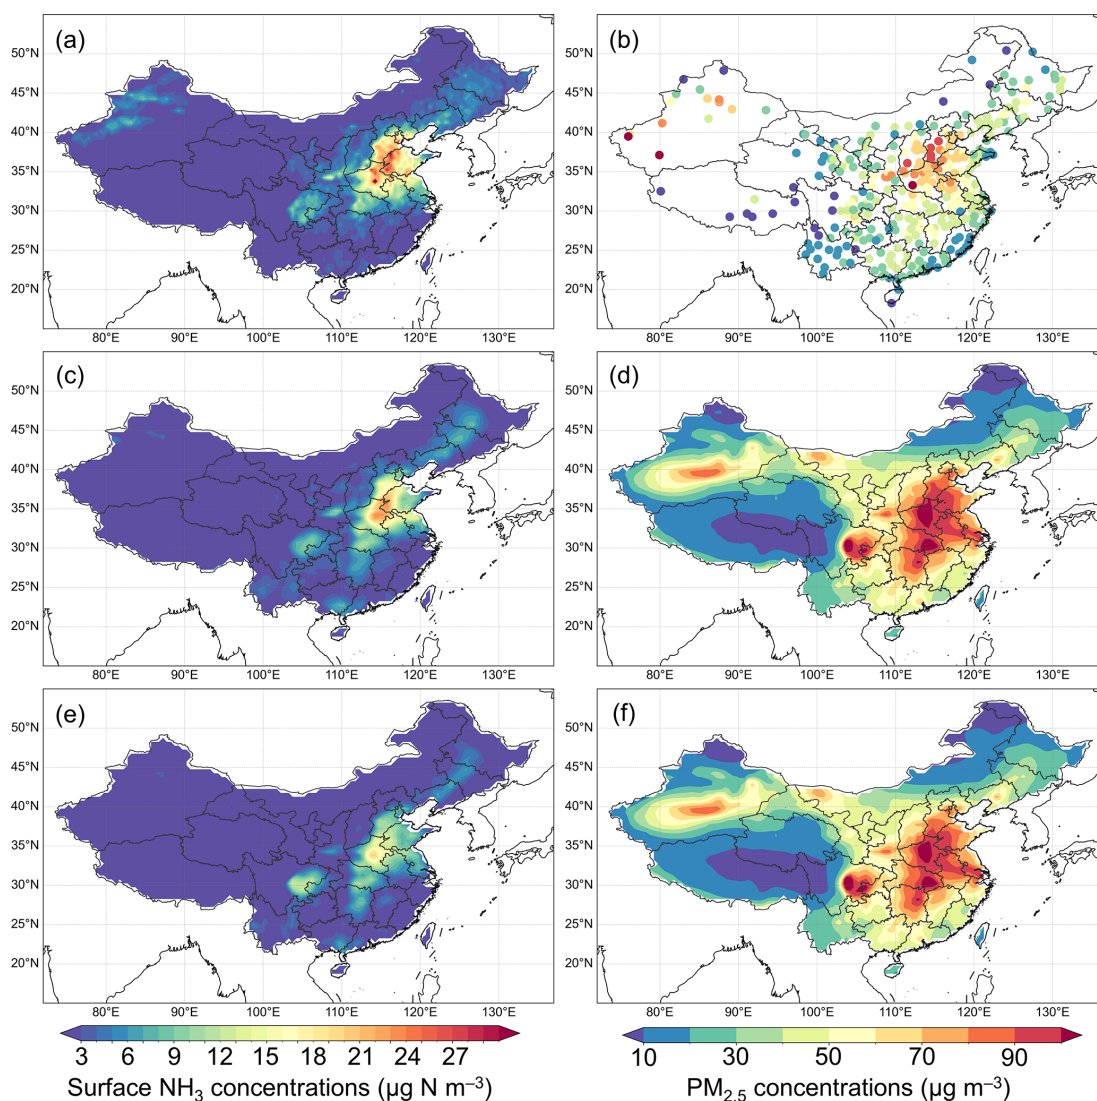 (a)
50°N
45°N
40°N
35°N
30°N
25°N
20°N
80°E 90°E 100°E 110°E 120°E 130°E
(b)
50°N
45°N
40°N
35°N
30°N
25°N
20°N
80°E 90°E 100°E 110°E 120°E 130°E
(c)
50°N
45°N
40°N
35°N
30°N
25°N
20°N
80°E 90°E 100°E 110°E 120°E 130°E
(d)
50°N
45°N
40°N
35°N
30°N
25°N
20°N
80°E 90°E 100°E 110°E 120°E 130°E
(e)
50°N
45°N
40°N
35°N
30°N
25°N
20°N
80°E 90°E 100°E 110°E 120°E 130°E
(f)
50°N
45°N
40°N
35°N
30°N
25°N
20°N
80°E 90°E 100°E 110°E 120°E 130°E
3 6 9 12 15 18 21 24 27
Surface NH₃ concentrations (μg N m⁻³)
10 30 50 70 90
PM₂.₅ concentrations (μg m⁻³)